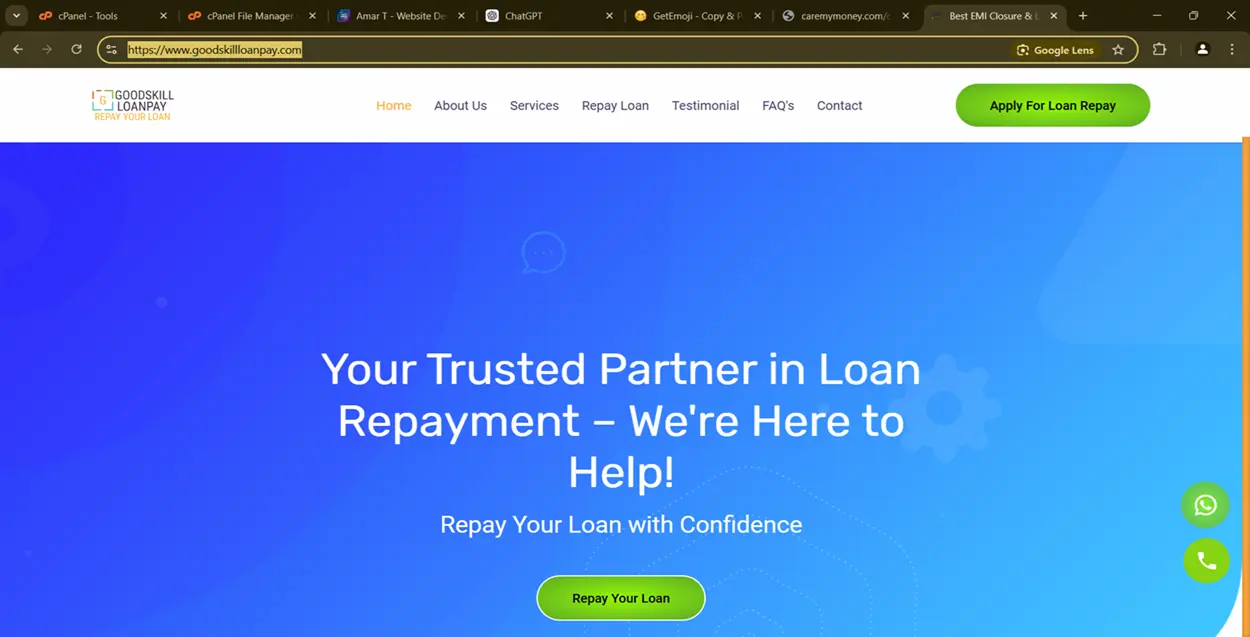 cPanel - Tools
cPanel File Manager
Amar T - Website De
ChatGPT
GetEmoji - Copy & P
caremymoney.com/c
Best EMI Closure & L
https://www.goodskillloanpay.com
Google Lens
G
GOODSKILL
LOANPAY
REPAY YOUR LOAN
Home
About Us
Services
Repay Loan
Testimonial
FAQ's
Contact
Apply For Loan Repay
Your Trusted Partner in Loan
Repayment – We're Here to
Help!
Repay Your Loan with Confidence
Repay Your Loan